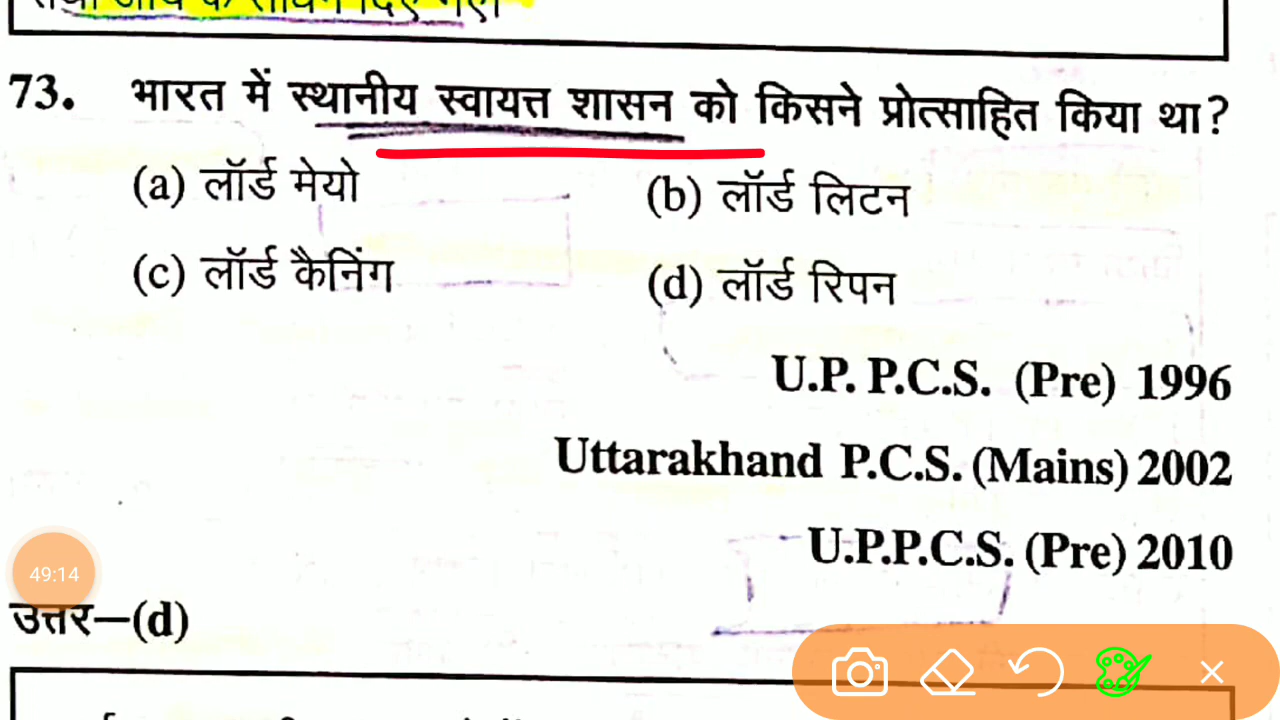 73. भारत में स्थानीय स्वायत्त शासन को किसने प्रोत्साहित किया था?
(a) लॉर्ड मेयो (b) लॉर्ड लिटन
(c) लॉर्ड कैनिंग (d) लॉर्ड रिपन
U.P. P.C.S. (Pre) 1996
Uttarakhand P.C.S. (Mains) 2002
U.P.P.C.S. (Pre) 2010
49:14
उत्तर—(d)